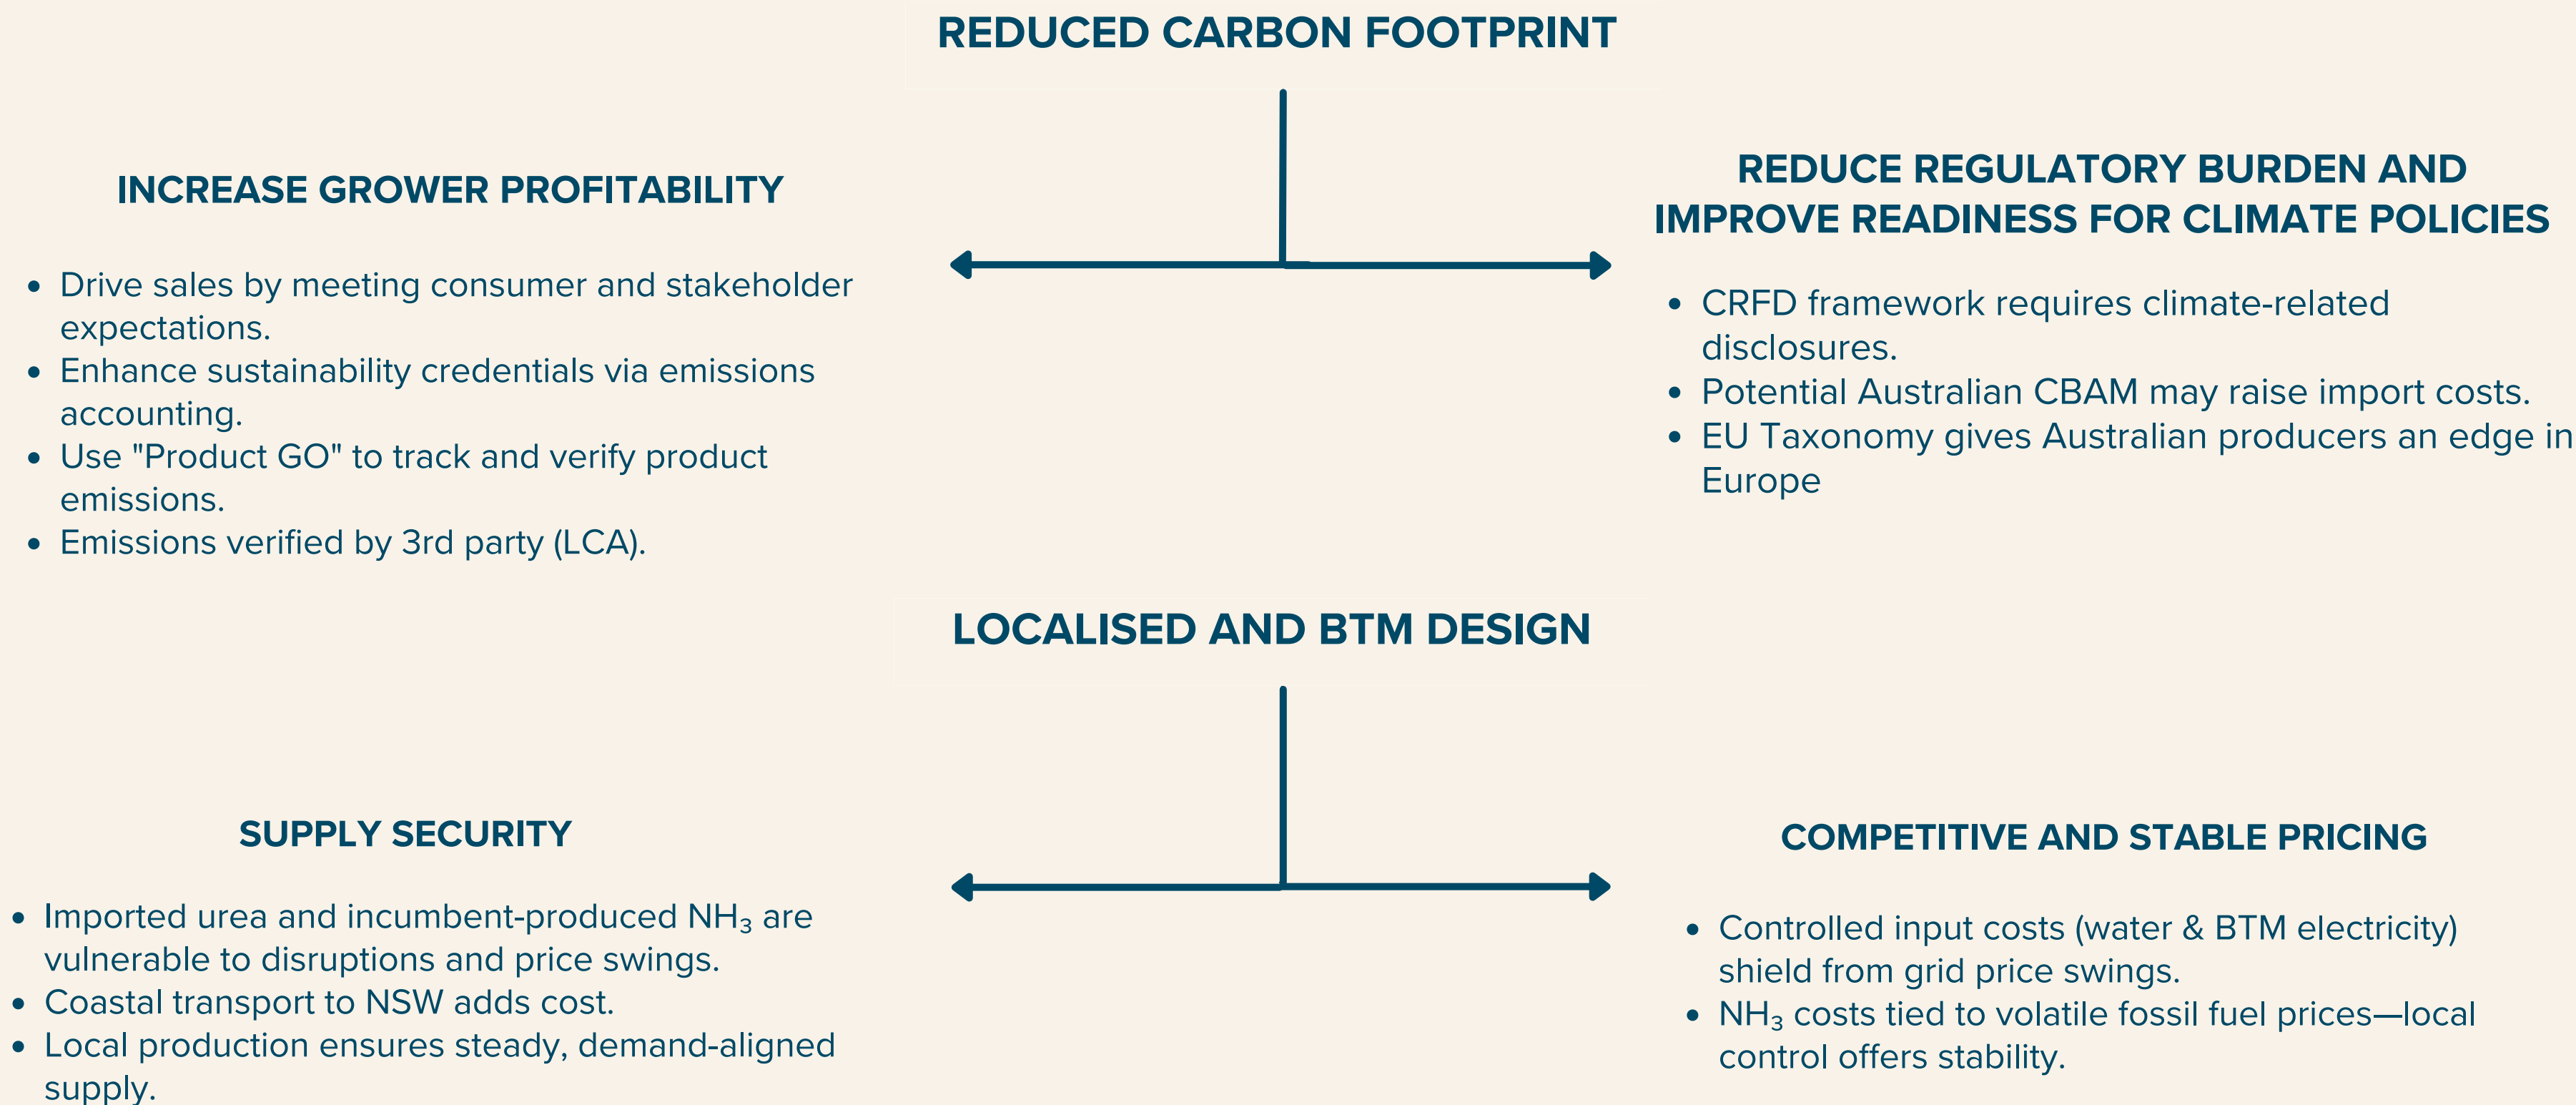 REDUCED CARBON FOOTPRINT
INCREASE GROWER PROFITABILITY
• Drive sales by meeting consumer and stakeholder
expectations.
• Enhance sustainability credentials via emissions
accounting.
• Use "Product GO" to track and verify product
emissions.
• Emissions verified by 3rd party (LCA).
REDUCE REGULATORY BURDEN AND
IMPROVE READINESS FOR CLIMATE POLICIES
• CRFD framework requires climate-related
disclosures.
• Potential Australian CBAM may raise import costs.
• EU Taxonomy gives Australian producers an edge in
Europe
LOCALISED AND BTM DESIGN
SUPPLY SECURITY
• Imported urea and incumbent-produced NH₃ are
vulnerable to disruptions and price swings.
• Coastal transport to NSW adds cost.
• Local production ensures steady, demand-aligned
supply.
COMPETITIVE AND STABLE PRICING
• Controlled input costs (water & BTM electricity)
shield from grid price swings.
• NH₃ costs tied to volatile fossil fuel prices—local
control offers stability.